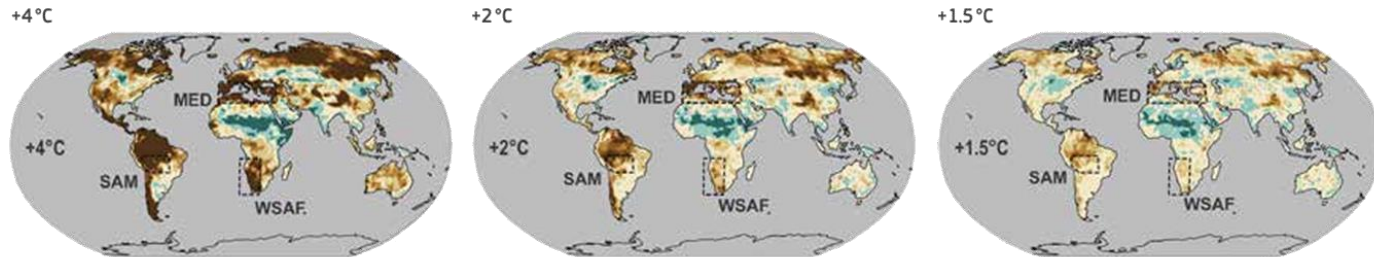 +4 °C
+2 °C
+1.5 °C
MED
+4°C
SAM
WSAF.
MED
+2°C
SAM
WSAF.
MED
+1.5°C
SAM
WSAF.